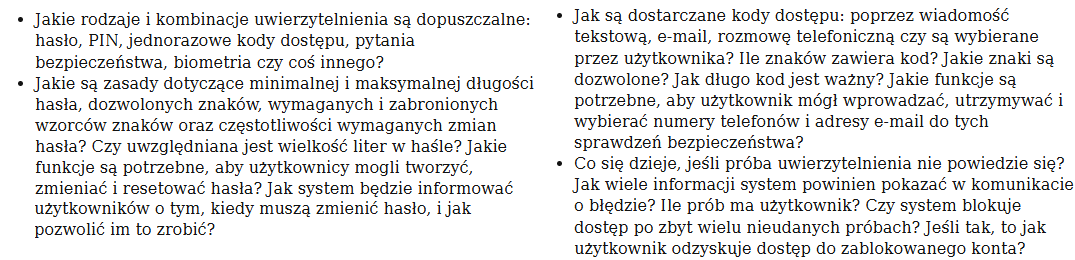 • Jakie rodzaje i kombinacje uwierzytelnienia są dopuszczalne:
hasło, PIN, jednorazowe kody dostępu, pytania
bezpieczeństwa, biometria czy coś innego?
• Jakie są zasady dotyczące minimalnej i maksymalnej długości
hasła, dozwolonych znaków, wymaganych i zabronionych
wzorców znaków oraz częstotliwości wymaganych zmian
hasła? Czy uwzględniana jest wielkość liter w haśle? Jakie
funkcje są potrzebne, aby użytkownicy mogli tworzyć,
zmieniać i resetować hasła? Jak system będzie informować
użytkowników o tym, kiedy muszą zmienić hasło, i jak
pozwolić im to zrobić?
• Jak są dostarczane kody dostępu: poprzez wiadomość
tekstową, e-mail, rozmowę telefoniczną czy są wybierane
przez użytkownika? Ile znaków zawiera kod? Jakie znaki są
dozwolone? Jak długo kod jest ważny? Jakie funkcje są
potrzebne, aby użytkownik mógł wprowadzać, utrzymywać i
wybierać numery telefonów i adresy e-mail do tych
sprawdzeń bezpieczeństwa?
• Co się dzieje, jeśli próba uwierzytelnienia nie powiedzie się?
Jak wiele informacji system powinien pokazać w komunikacie
o błędzie? Ile prób ma użytkownik? Czy system blokuje
dostęp po zbyt wielu nieudanych próbach? Jeśli tak, to jak
użytkownik odzyskuje dostęp do zablokowanego konta?